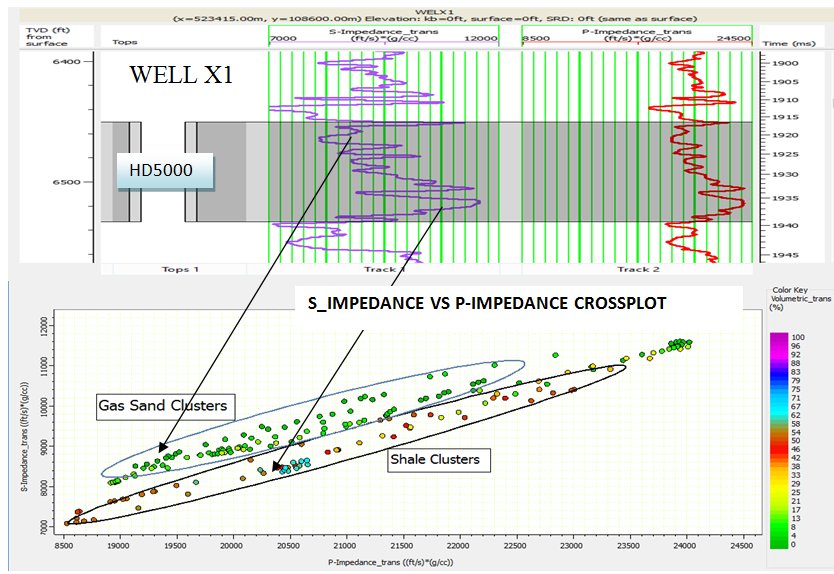 WELX1
(x=523415.00m, y=108600.00m) Elevation: kb=0ft, surface=0ft, SRD: 0ft (same as surface)
TVD (ft)
from
surface
Tops
S-Impedance_trans
7000 (ft/s)*(g/cc) 12000
P-Impedance_trans
8500 (ft/s)*(g/cc) 24500
Time (ms)
6400
6500
WELL X1
HD5000
1900
1905
1910
1915
1920
1925
1930
1935
1940
1945
Tops 1
Track 1
Track 2
S_IMPEDANCE VS P-IMPEDANCE CROSSPLOT
Color Key
Volumetric_trans
(%)
100
96
92
88
83
79
75
71
67
63
58
54
50
46
42
38
33
29
25
21
17
13
8
4
0
S-Impedance_trans ((ft/s)*(g/cc))
12000
11000
10000
9000
8000
7000
Gas Sand Clusters
Shale Clusters
8500 19000 19500 20000 20500 21000 21500 22000 22500 23000 23500 24000 24500
P-Impedance_trans ((ft/s)*(g/cc))